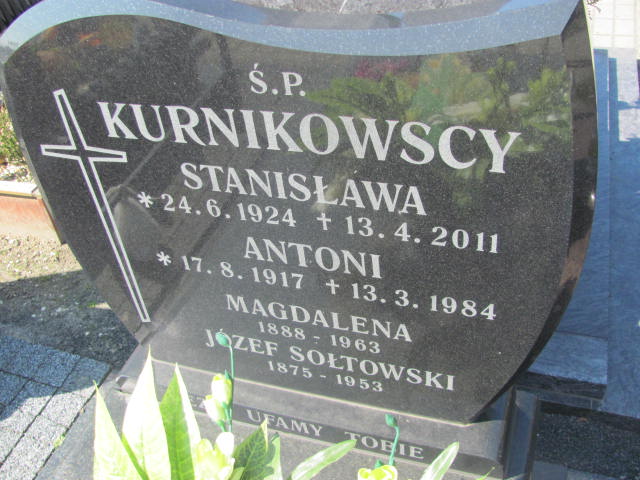 Ś.P.
KURNIKOWSCY
STANISŁAWA
* 24.6.1924 † 13.4.2011
ANTONI
* 17.8.1917 † 13.3.1984
MAGDALENA
1888 - 1963
JÓZEF SOŁTOWSKI
1875 - 1953
UFAMY TOBIE